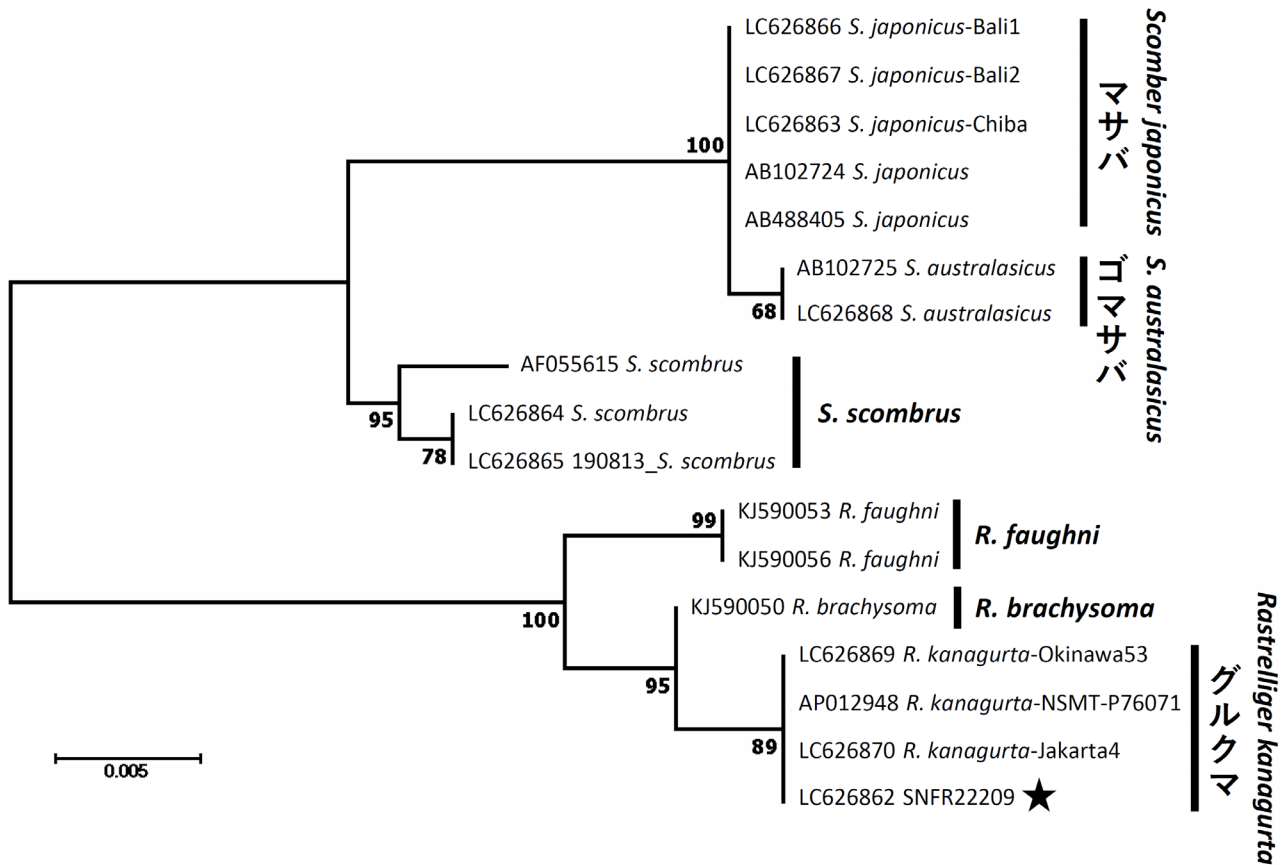 LC626866 S. japonicus-Bali1
LC626867 S. japonicus-Bali2
LC626863 S. japonicus-Chiba
AB102724 S. japonicus
AB488405 S. japonicus
マサバ
Scomber japonicus
100
AB102725 S. australasicus
LC626868 S. australasicus
68
ゴマサバ
S. australasicus
AF055615 S. scombrus
LC626864 S. scombrus
LC626865 190813_S. scombrus
95
78
S. scombrus
KJ590053 R. faughni
KJ590056 R. faughni
99
R. faughni
KJ590050 R. brachysoma
R. brachysoma
100
95
LC626869 R. kanagurta-Okinawa53
AP012948 R. kanagurta-NSMT-P76071
LC626870 R. kanagurta-Jakarta4
LC626862 SNFR22209 ★
89
グルクマ
Rastrelliger kanagurta
0.005